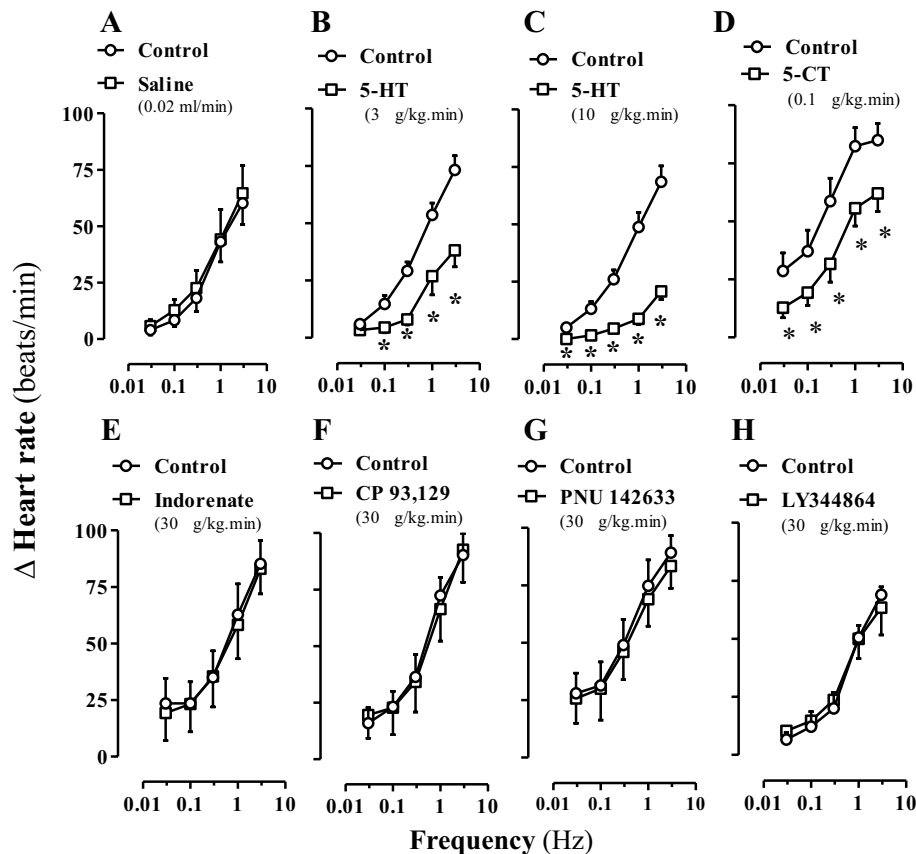 A B C D
Control Control Control Control
Saline 5-HT 5-HT 5-CT
(0.02 ml/min) (3 g/kg.min) (10 g/kg.min) (0.1 g/kg.min)
100
75
50
25
0
* * * *
* * * * *
* * * * *
0.01 0.1 1 10 0.01 0.1 1 10 0.01 0.1 1 10 0.01 0.1 1 10
Δ Heart rate (beats/min)
E F G H
Control Control Control Control
Indorenate CP 93,129 PNU 142633 LY344864
(30 g/kg.min) (30 g/kg.min) (30 g/kg.min) (30 g/kg.min)
100
75
50
25
0
0.01 0.1 1 10 0.01 0.1 1 10 0.01 0.1 1 10 0.01 0.1 1 10
Frequency (Hz)